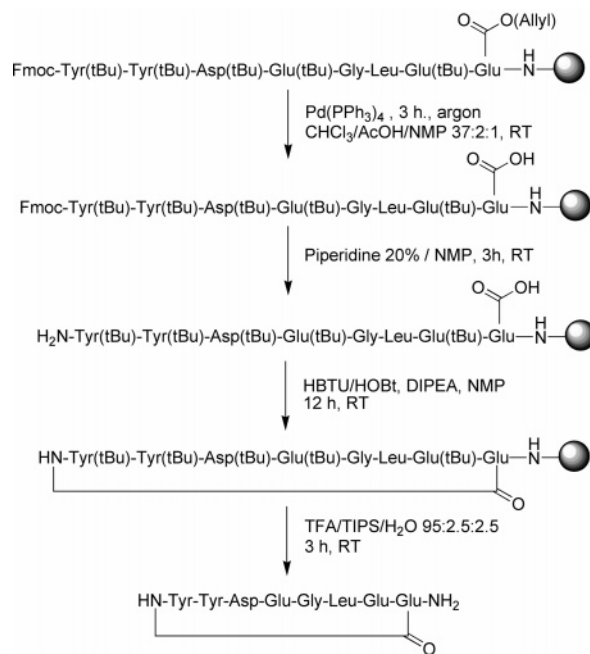 O O(Allyl)
Fmoc-Tyr(tBu)-Tyr(tBu)-Asp(tBu)-Glu(tBu)-Gly-Leu-Glu(tBu)-Glu-N
H
Pd(PPh3)4 , 3 h., argon
CHCl3/AcOH/NMP 37:2:1, RT
O OH
Fmoc-Tyr(tBu)-Tyr(tBu)-Asp(tBu)-Glu(tBu)-Gly-Leu-Glu(tBu)-Glu-N
H
Piperidine 20% / NMP, 3h, RT
O OH
H2N-Tyr(tBu)-Tyr(tBu)-Asp(tBu)-Glu(tBu)-Gly-Leu-Glu(tBu)-Glu-N
H
HBTU/HOBt, DIPEA, NMP
12 h, RT
HN-Tyr(tBu)-Tyr(tBu)-Asp(tBu)-Glu(tBu)-Gly-Leu-Glu(tBu)-Glu-N
H
O
TFA/TIPS/H2O 95:2.5:2.5
3 h, RT
HN-Tyr-Tyr-Asp-Glu-Gly-Leu-Glu-Glu-NH2
O